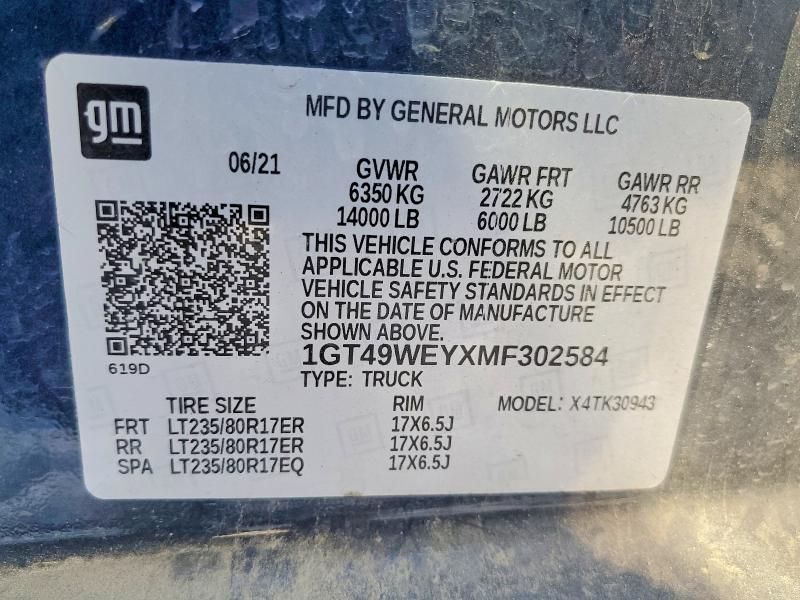 gm
MFD BY GENERAL MOTORS LLC
06/21 GVWR GAWR FRT GAWR RR
6350 KG 2722 KG 4763 KG
14000 LB 6000 LB 10500 LB
THIS VEHICLE CONFORMS TO ALL
APPLICABLE U.S. FEDERAL MOTOR
VEHICLE SAFETY STANDARDS IN EFFECT
ON THE DATE OF MANUFACTURE
SHOWN ABOVE.
619D
1GT49WEYXMF302584
TYPE: TRUCK
TIRE SIZE RIM MODEL: X4TK30943
FRT LT235/80R17ER 17X6.5J
RR LT235/80R17ER 17X6.5J
SPA LT235/80R17EQ 17X6.5J